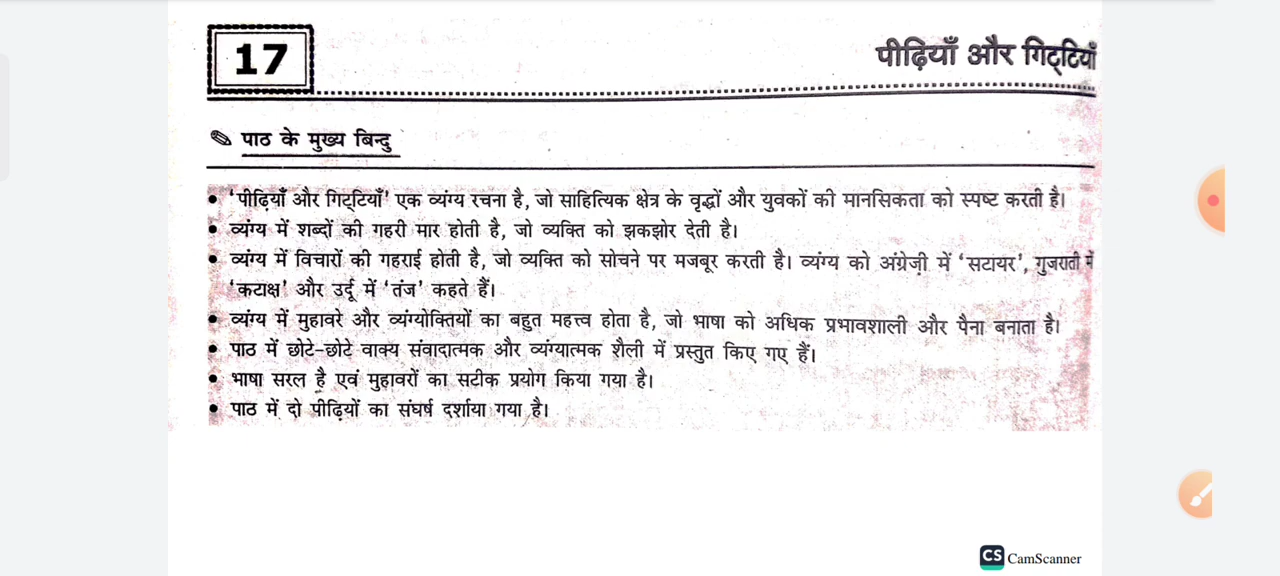 17
पीढ़ियाँ और गिट्टियाँ
पाठ के मुख्य बिन्दु
• 'पीढ़ियाँ और गिट्टियाँ' एक व्यंग्य रचना है, जो साहित्यिक क्षेत्र के वृद्धों और युवकों की मानसिकता को स्पष्ट करती है।
• व्यंग्य में शब्दों की गहरी मार होती है, जो व्यक्ति को झकझोर देती है।
• व्यंग्य में विचारों की गहराई होती है, जो व्यक्ति को सोचने पर मजबूर करती है। व्यंग्य को अंग्रेज़ी में 'सटायर', गुजराती में
'कटाक्ष' और उर्दू में 'तंज' कहते हैं।
• व्यंग्य में मुहावरे और व्यंग्योक्तियों का बहुत महत्त्व होता है, जो भाषा को अधिक प्रभावशाली और पैना बनाता है।
• पाठ में छोटे-छोटे वाक्य संवादात्मक और व्यंग्यात्मक शैली में प्रस्तुत किए गए हैं।
• भाषा सरल है एवं मुहावरों का सटीक प्रयोग किया गया है।
• पाठ में दो पीढ़ियों का संघर्ष दर्शाया गया है।
CS CamScanner